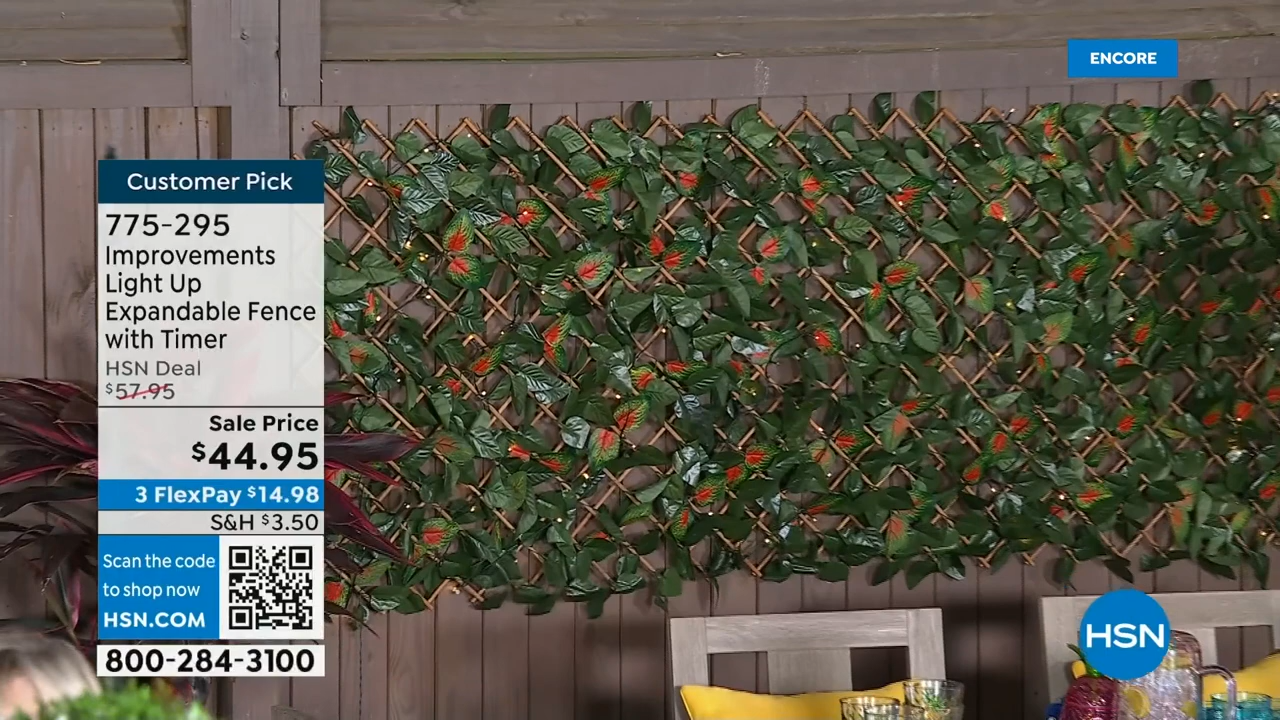 ENCORE
Customer Pick
775-295
Improvements
Light Up
Expandable Fence
with Timer
HSN Deal
$57.95
Sale Price
$44.95
3 FlexPay $14.98
S&H $3.50
Scan the code
to shop now
HSN.COM
800-284-3100
HSN